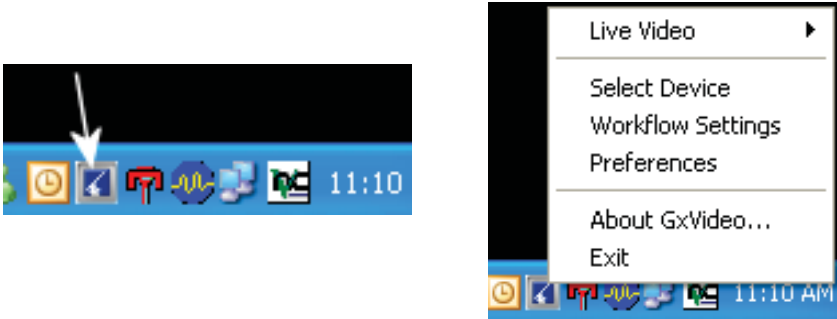 11:10
Live Video
Select Device
Workflow Settings
Preferences
About GxVideo...
Exit
11:10 AM